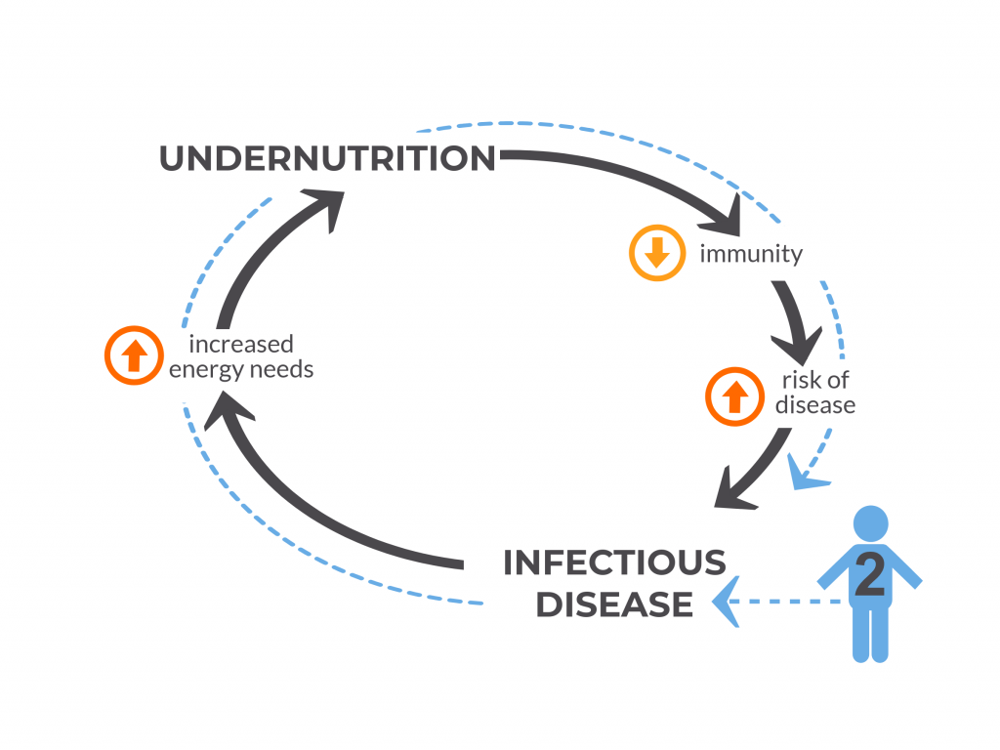 UNDERNUTRITION
immunity
increased
energy needs
risk of
disease
INFECTIOUS
DISEASE
2